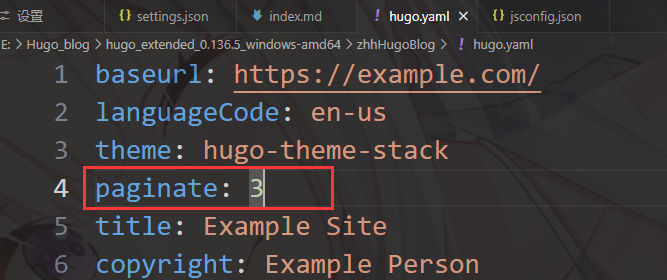 设置 settings.json index.md ! hugo.yaml × jsconfig.json
E: > Hugo_blog > hugo_extended_0.136.5_windows-amd64 > zhhHugoBlog > ! hugo.yaml
1 baseurl: https://example.com/
2 languageCode: en-us
3 theme: hugo-theme-stack
4 paginate: 3
5 title: Example Site
6 copyright: Example Person